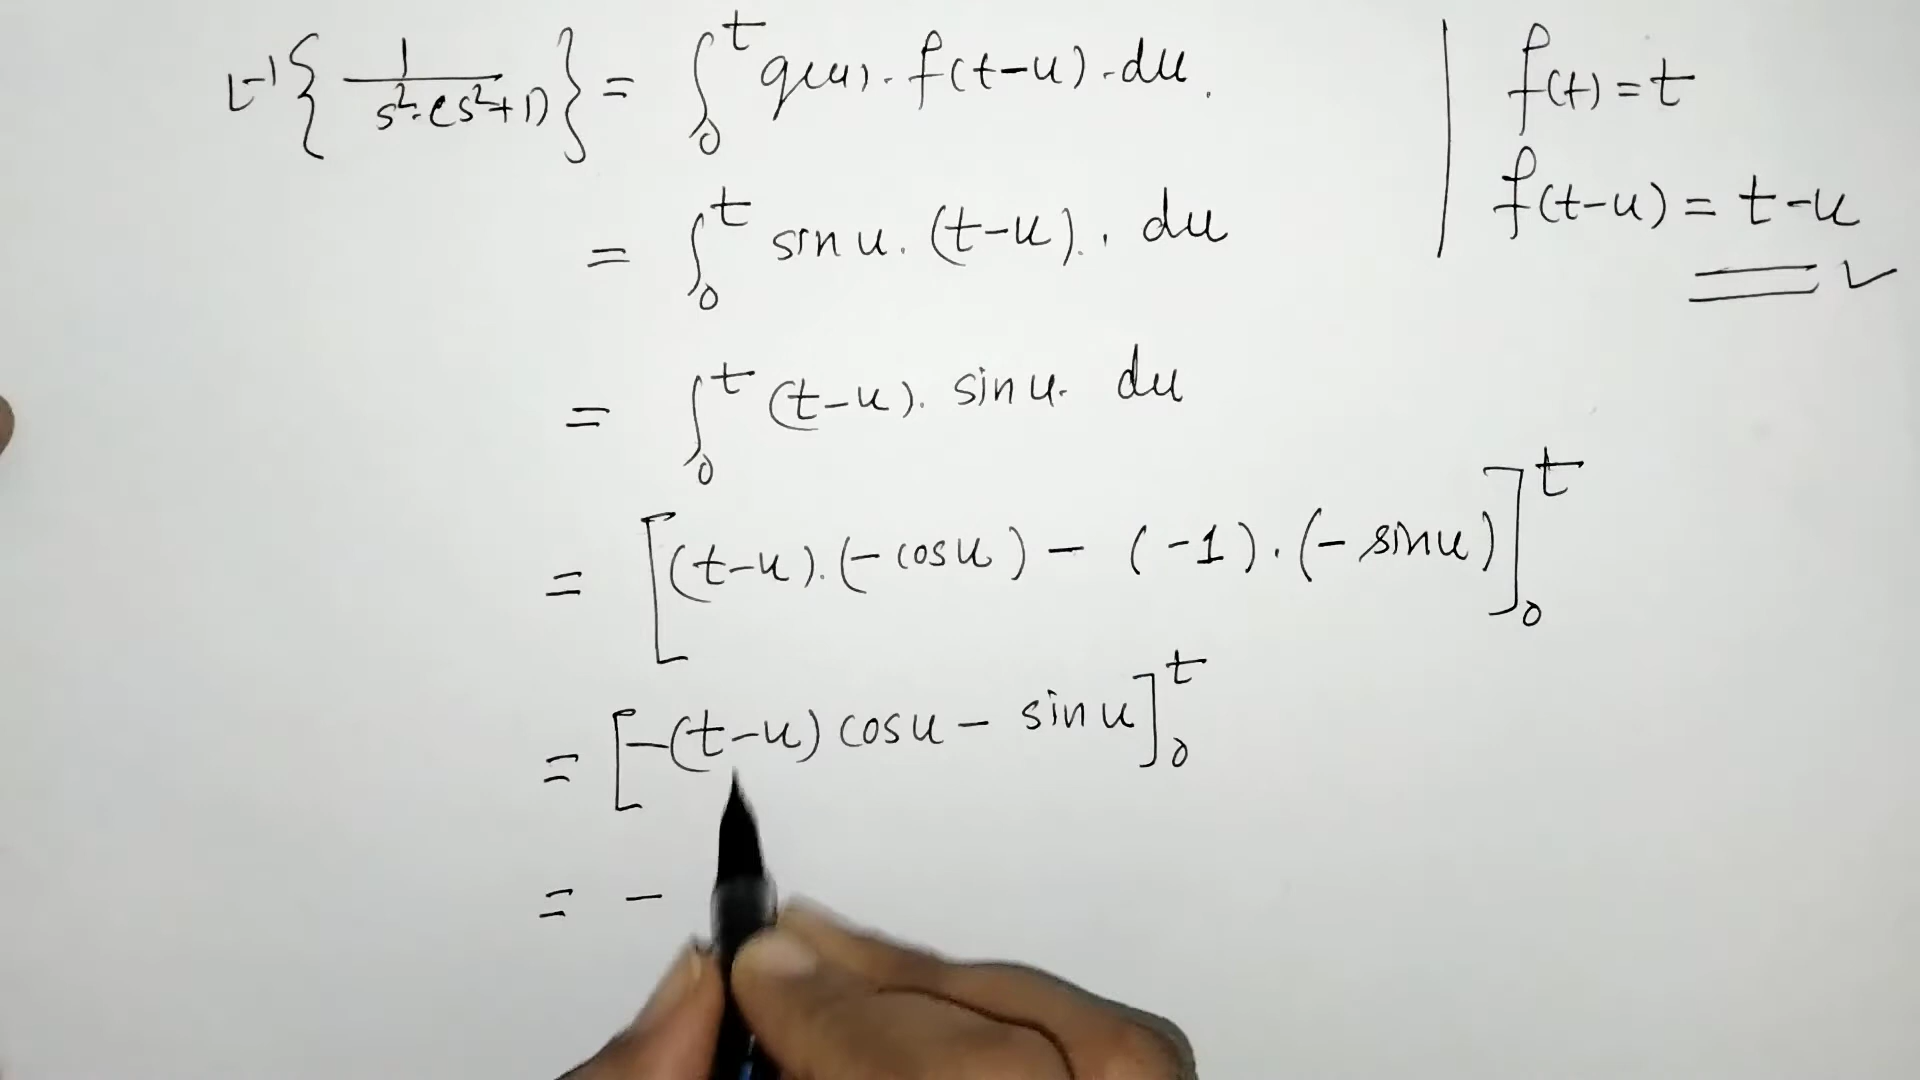 L⁻¹{ 1 / s².(s²+1) } = ∫₀ᵗ g(u). f(t-u).du.
= ∫₀ᵗ sin u. (t-u). du
= ∫₀ᵗ (t-u). sin u. du
= [(t-u).(-cos u) - (-1).(-sin u)]₀ᵗ
= [-(t-u) cos u - sin u]₀ᵗ
= -
f(t) = t
f(t-u) = t-u ✓